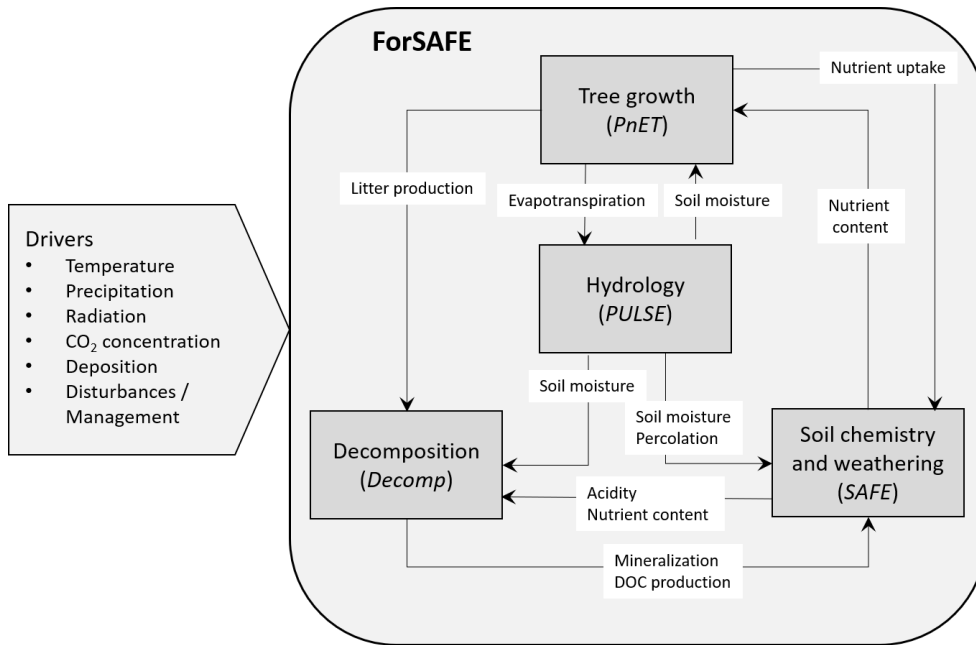 ForSAFE
Tree growth
(PnET)
Nutrient uptake
Litter production
Evapotranspiration
Soil moisture
Nutrient
content
Drivers
• Temperature
• Precipitation
• Radiation
• CO₂ concentration
• Deposition
• Disturbances /
Management
Hydrology
(PULSE)
Soil moisture
Soil moisture
Percolation
Decomposition
(Decomp)
Soil chemistry
and weathering
(SAFE)
Acidity
Nutrient content
Mineralization
DOC production